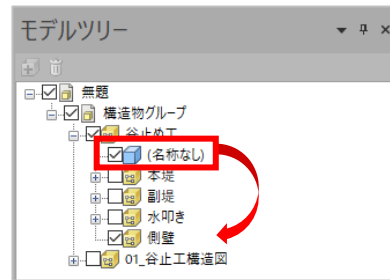 モデルツリー
無題
構造物グループ
谷止め工
(名称なし)
本堤
副堤
水叩き
側壁
01_谷止工構造図